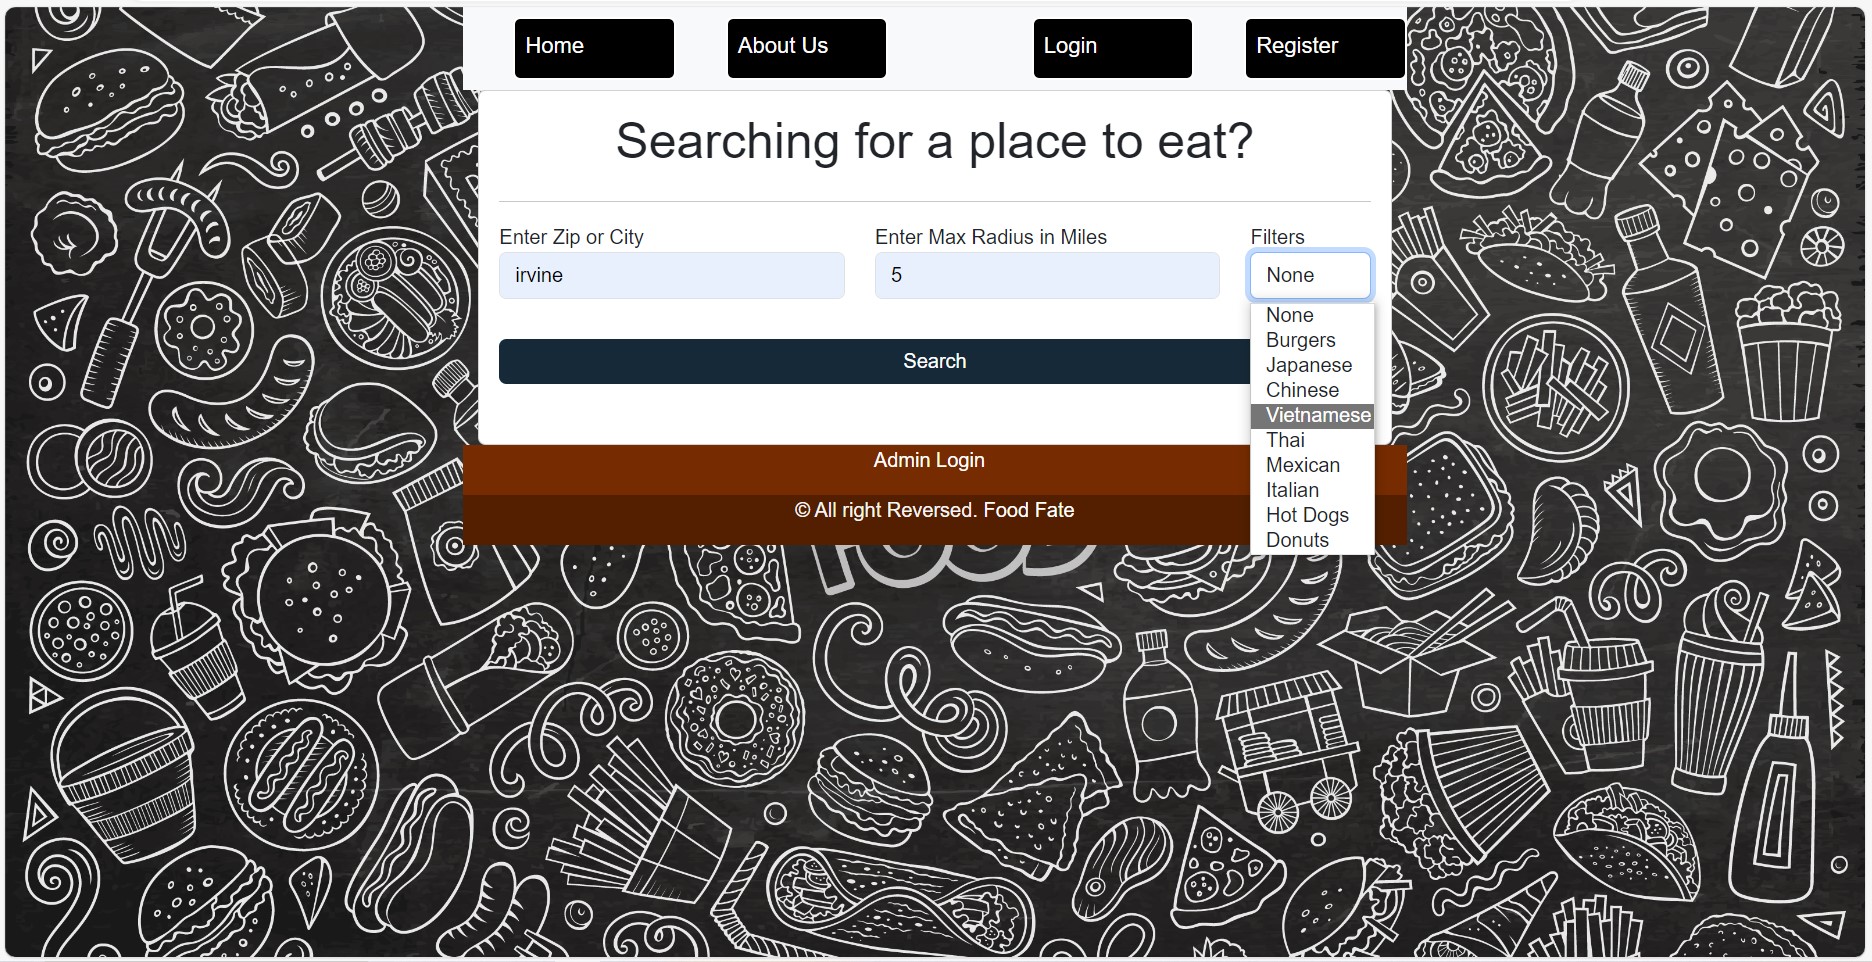 Home About Us Login Register
Searching for a place to eat?
Enter Zip or City Enter Max Radius in Miles Filters
irvine 5 None
None
Burgers
Japanese
Chinese
Vietnamese
Thai
Mexican
Italian
Hot Dogs
Donuts
Search
Admin Login
© All right Reversed. Food Fate